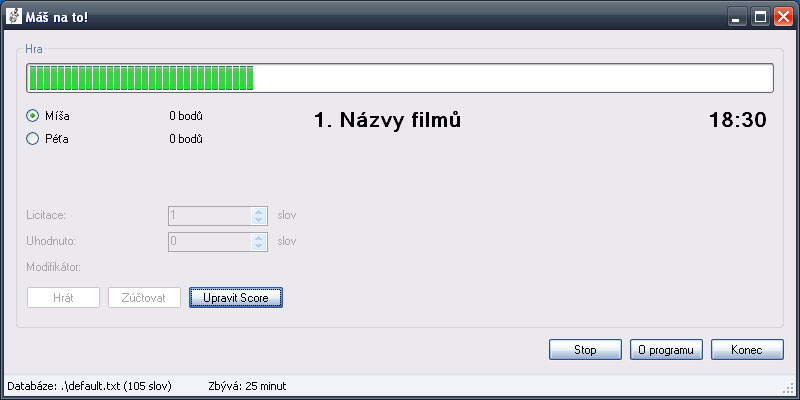 Máš na to!
Hra
Míša 0 bodů 1. Názvy filmů 18:30
Péťa 0 bodů
Licitace: 1 slov
Uhodnuto: 0 slov
Modifikátor:
Hrát Zúčtovat Upravit Score
Stop O programu Konec
Databáze: .\default.txt (105 slov) Zbývá: 25 minut